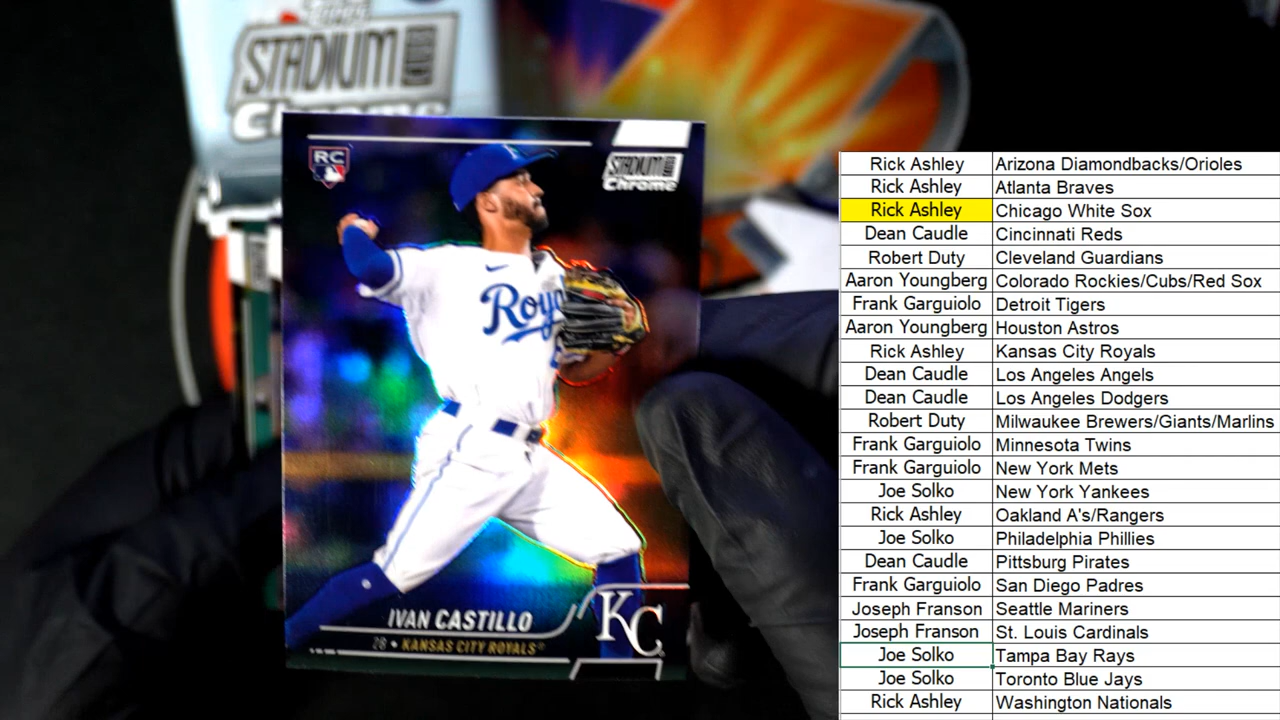 STADIUM
CLUB
Chrome
RC
STADIUM
Chrome
Roya
IVAN CASTILLO
KC
2B • KANSAS CITY ROYALS
Rick Ashley Arizona Diamondbacks/Orioles
Rick Ashley Atlanta Braves
Rick Ashley Chicago White Sox
Dean Caudle Cincinnati Reds
Robert Duty Cleveland Guardians
Aaron Youngberg Colorado Rockies/Cubs/Red Sox
Frank Garguiolo Detroit Tigers
Aaron Youngberg Houston Astros
Rick Ashley Kansas City Royals
Dean Caudle Los Angeles Angels
Dean Caudle Los Angeles Dodgers
Robert Duty Milwaukee Brewers/Giants/Marlins
Frank Garguiolo Minnesota Twins
Frank Garguiolo New York Mets
Joe Solko New York Yankees
Rick Ashley Oakland A's/Rangers
Joe Solko Philadelphia Phillies
Dean Caudle Pittsburg Pirates
Frank Garguiolo San Diego Padres
Joseph Franson Seattle Mariners
Joseph Franson St. Louis Cardinals
Joe Solko Tampa Bay Rays
Joe Solko Toronto Blue Jays
Rick Ashley Washington Nationals